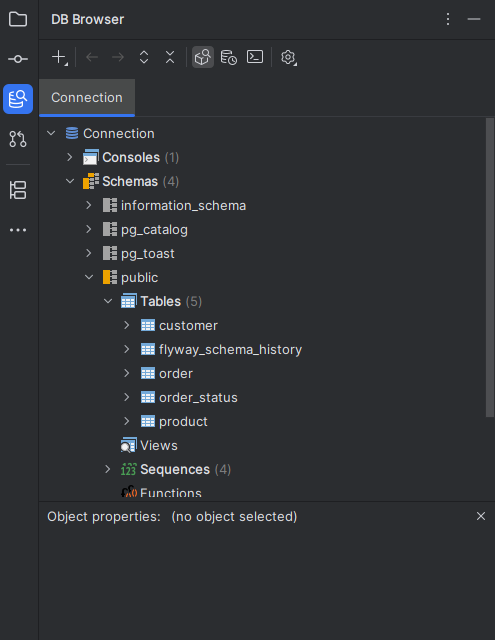 DB Browser
Connection
Connection
Consoles (1)
Schemas (4)
information_schema
pg_catalog
pg_toast
public
Tables (5)
customer
flyway_schema_history
order
order_status
product
Views
Sequences (4)
Functions
Object properties: (no object selected)